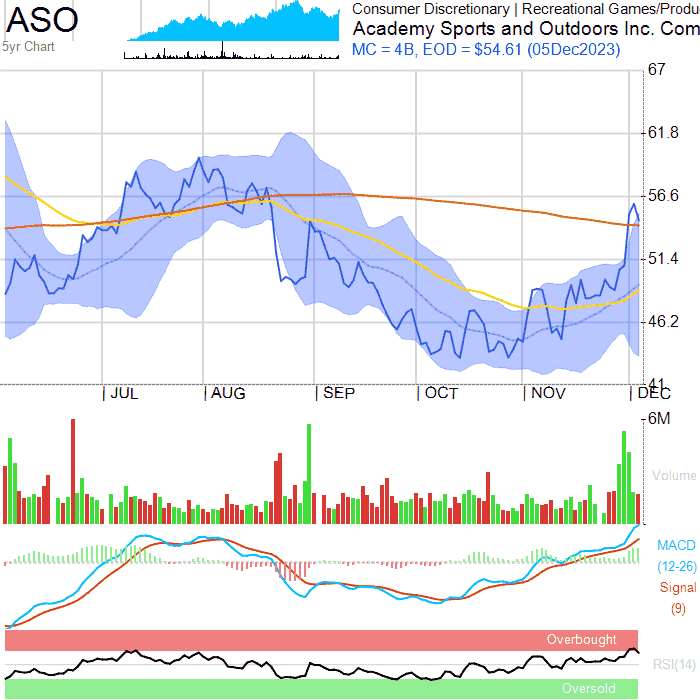 ASO
5yr Chart
Consumer Discretionary | Recreational Games/Produ
Academy Sports and Outdoors Inc. Com
MC = 4B, EOD = $54.61 (05Dec2023)
67
61.8
56.6
51.4
46.2
41
JUL
AUG
SEP
OCT
NOV
DEC
6M
Volume
MACD
(12-26)
Signal
(9)
Overbought
RSI(14)
Oversold